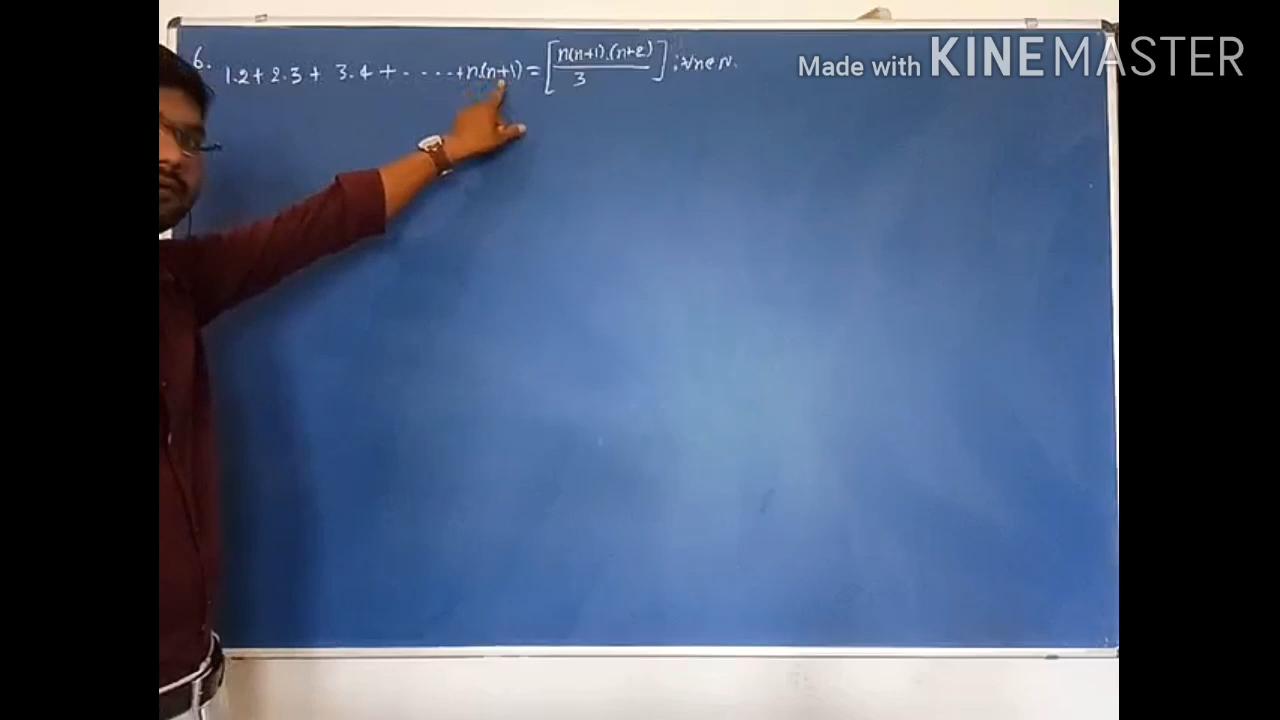 Made with KINEMASTER
6. 1.2 + 2.3 + 3.4 + ..... + n.(n+1) = [n(n+1).(n+2)/3] ; ∀n∈N.